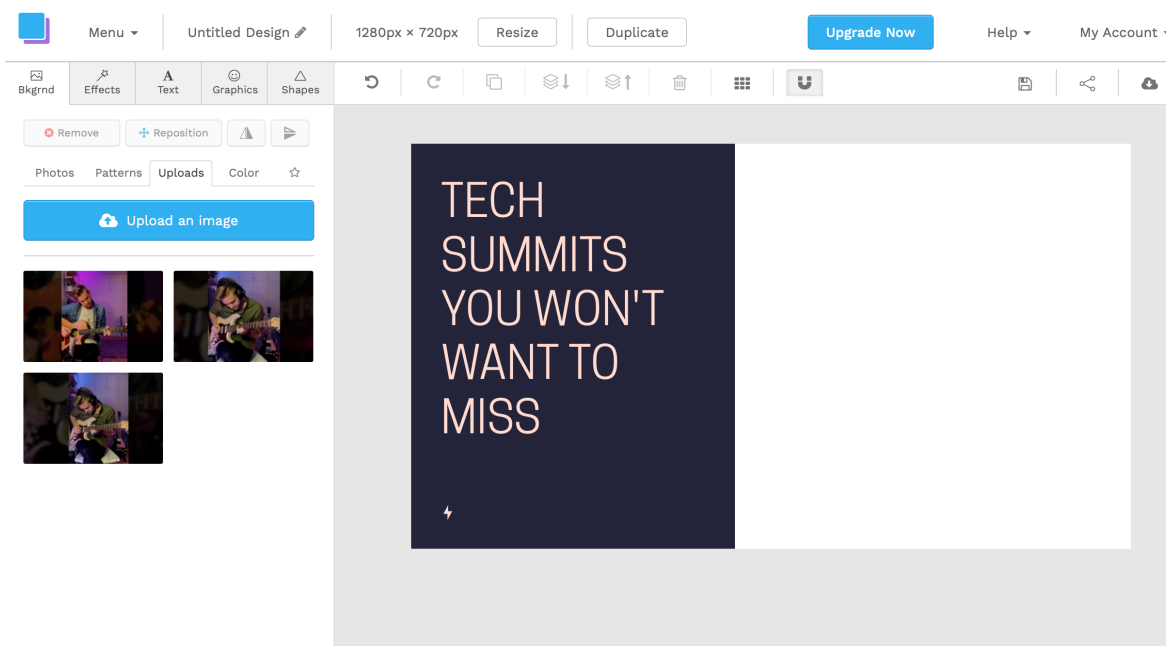 Menu Untitled Design 1280px × 720px Resize Duplicate Upgrade Now Help My Account
Bkgrnd Effects Text Graphics Shapes
Remove Reposition
Photos Patterns Uploads Color
Upload an image
TECH
SUMMITS
YOU WON'T
WANT TO
MISS